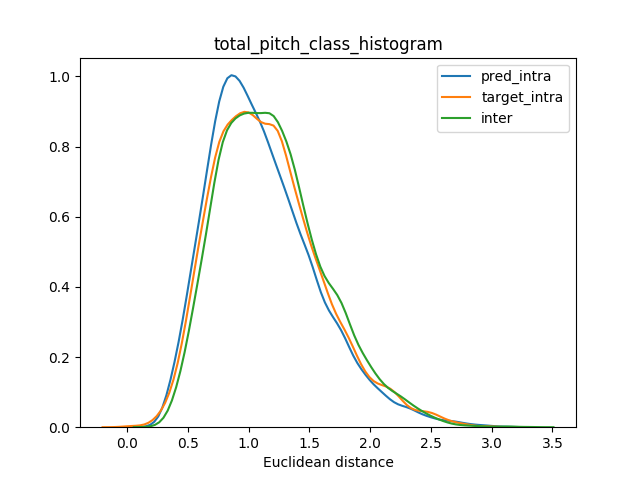 total_pitch_class_histogram
pred_intra
target_intra
inter
1.0
0.8
0.6
0.4
0.2
0.0
0.0 0.5 1.0 1.5 2.0 2.5 3.0 3.5
Euclidean distance